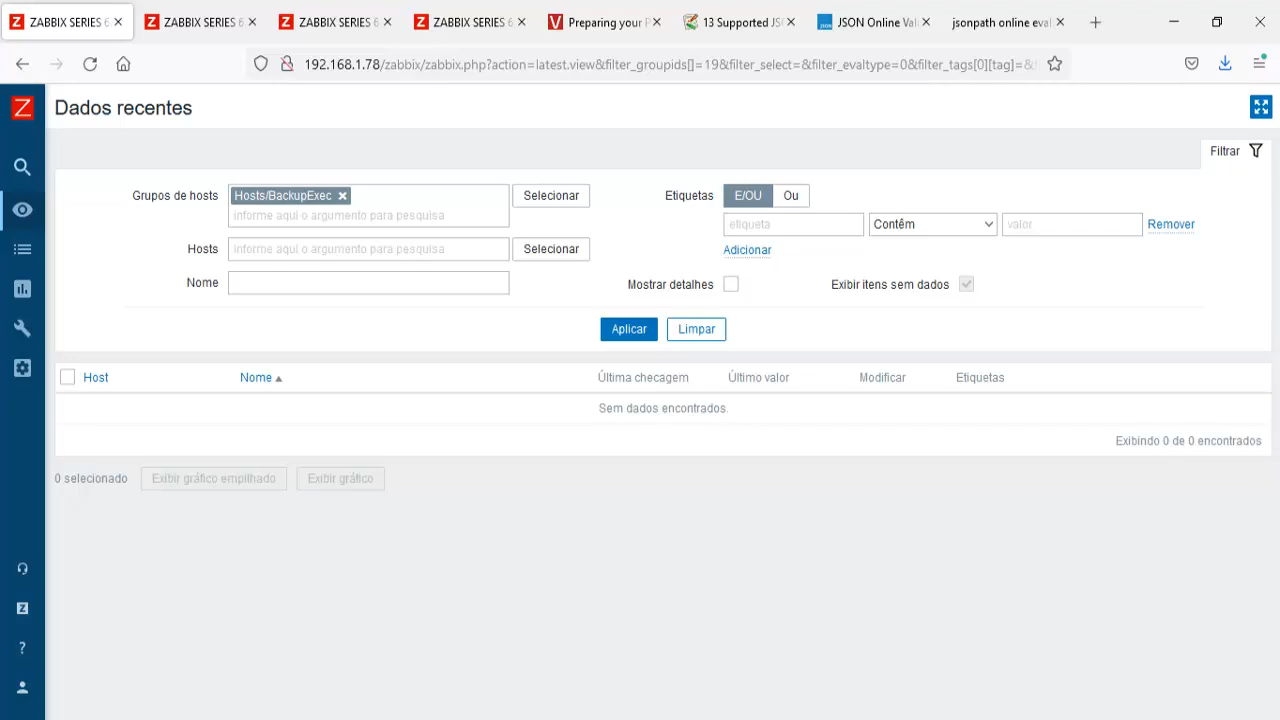 ZABBIX SERIES 6.
ZABBIX SERIES 6.
ZABBIX SERIES 6.
ZABBIX SERIES 6.
Preparing your P
13 Supported JS
JSON Online Vali
jsonpath online eval
192.168.1.78/zabbix/zabbix.php?action=latest.view&filter_groupids[]=19&filter_select=&filter_evaltype=0&filter_tags[0][tag]=&
Z
Dados recentes
Filtrar
Grupos de hosts
Hosts/BackupExec
informe aqui o argumento para pesquisa
Selecionar
Etiquetas
E/OU
Ou
etiqueta
Contêm
valor
Remover
Adicionar
Hosts
informe aqui o argumento para pesquisa
Selecionar
Nome
Mostrar detalhes
Exibir itens sem dados
Aplicar
Limpar
Host
Nome
Última checagem
Último valor
Modificar
Etiquetas
Sem dados encontrados.
Exibindo 0 de 0 encontrados
0 selecionado
Exibir gráfico empilhado
Exibir gráfico
Z
?